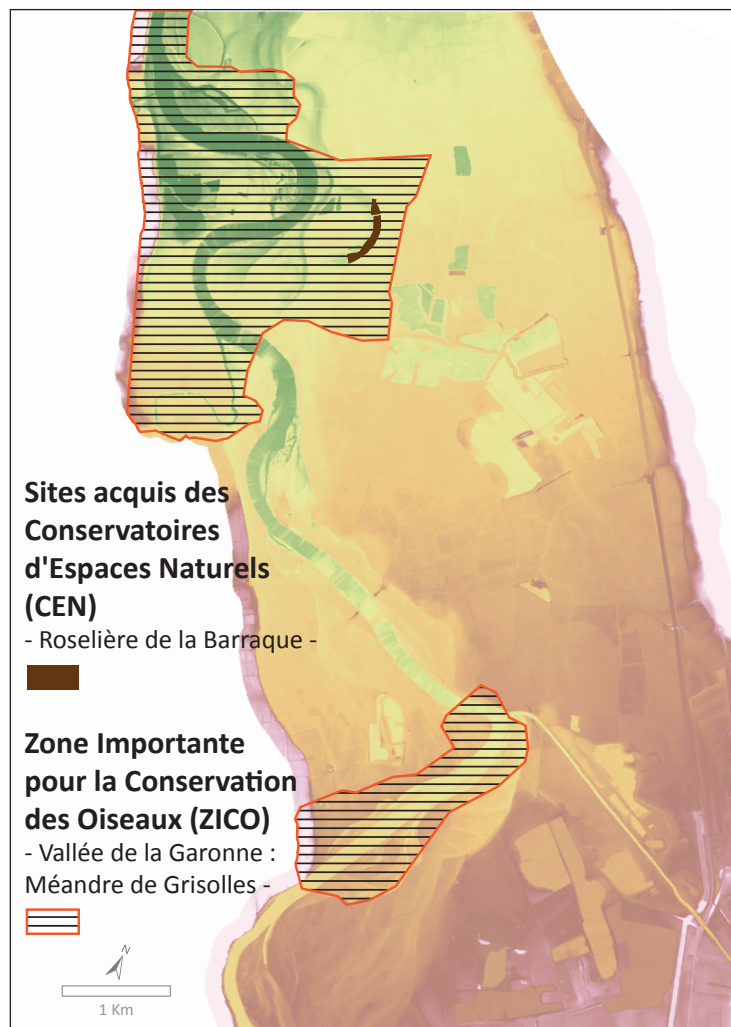 Sites acquis des
Conservatoires
d'Espaces Naturels
(CEN)
- Roselière de la Barraque -
Zone Importante
pour la Conservation
des Oiseaux (ZICO)
- Vallée de la Garonne :
Méandre de Grisolles -
N
1 Km